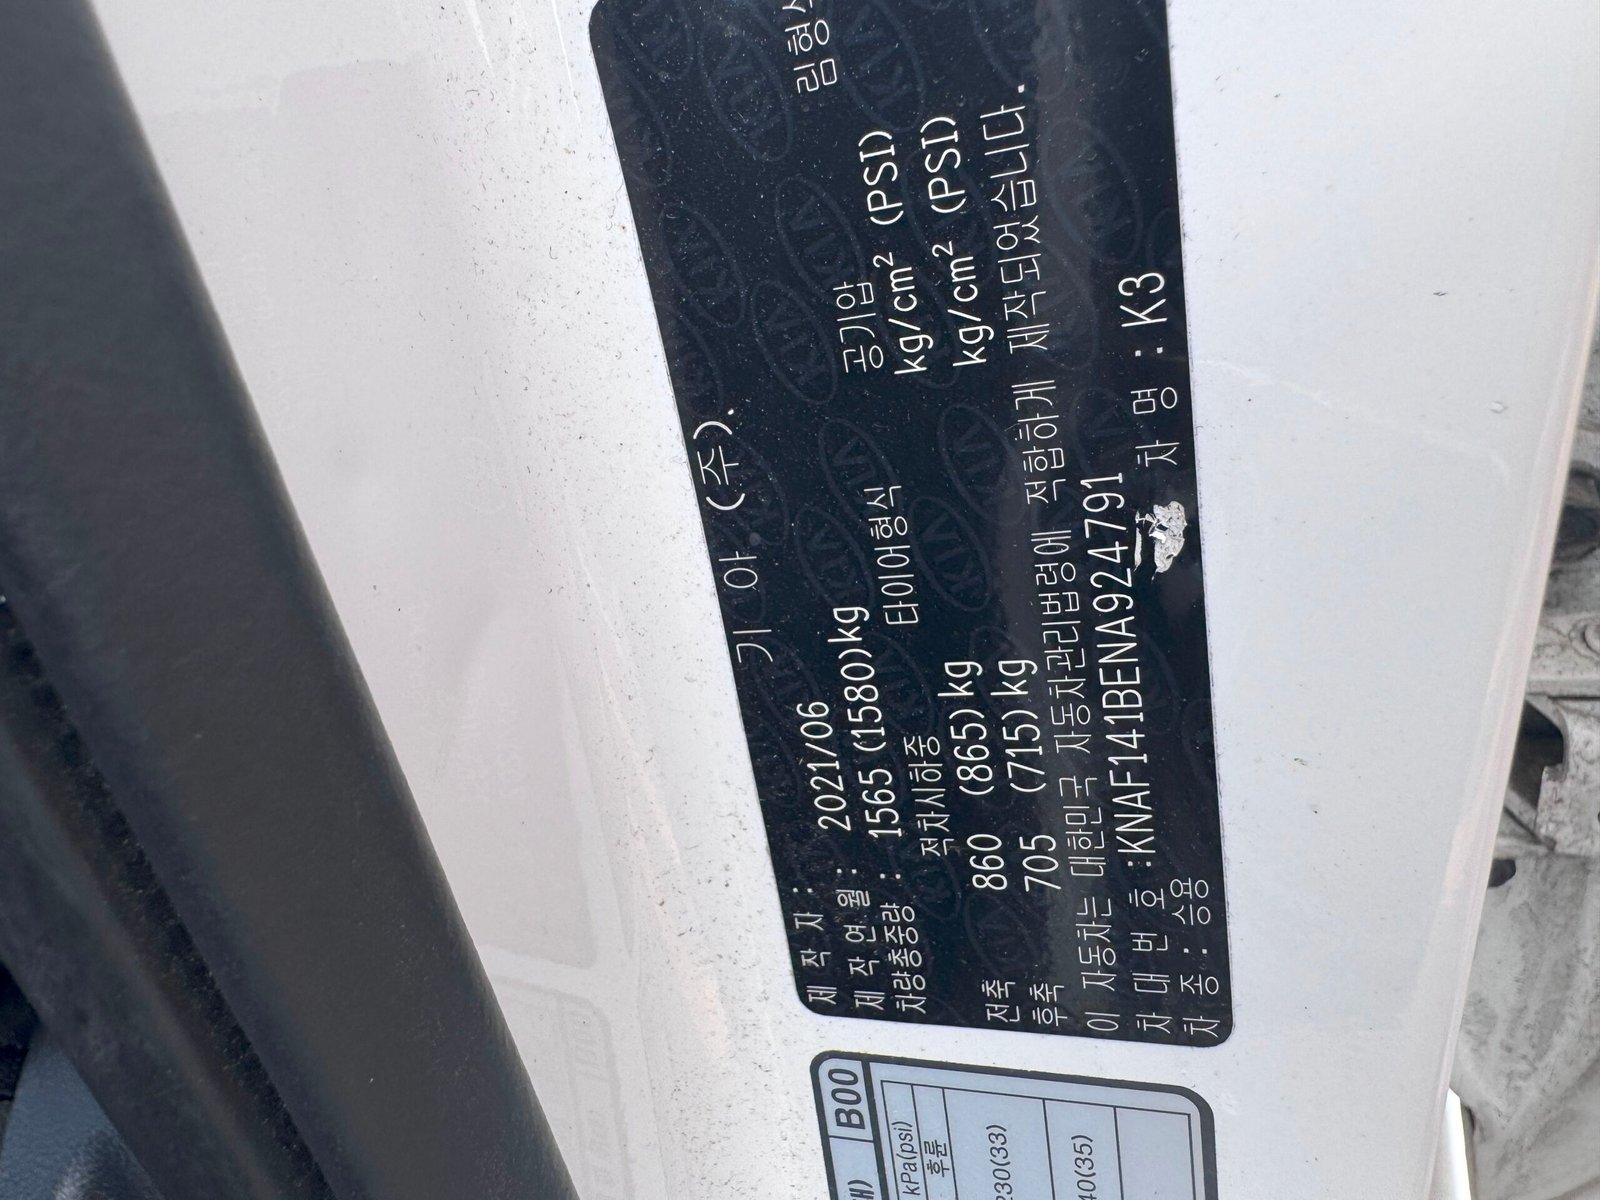 제 작 자 : 기 아 (주).
제 작 연 월 : 2021/06
차량총중량 : 1565(1580)kg
적차시하중 타이어형식 공기압 림형
전축 860 (865)kg kg/cm² (PSI)
후축 705 (715)kg kg/cm² (PSI)
이 자동차는 대한민국 자동차관리법령에 적합하게 제작되었습니다.
차 대 번 호 :KNAF141BENA924791
차 종 : 승용 차 명 : K3
B00
kPa(psi)
후륜
230(33)
40(35)
KIA